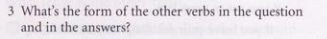 3 What's the form of the other verbs in the question
and in the answers?